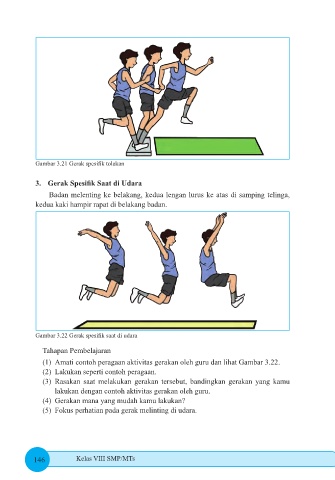 Gambar 3.21 Gerak spesifik tolakan
3. Gerak Spesifik Saat di Udara
Badan melenting ke belakang, kedua lengan lurus ke atas di samping telinga,
kedua kaki hampir rapat di belakang badan.
Gambar 3.22 Gerak spesifik saat di udara
Tahapan Pembelajaran
(1) Amati contoh peragaan aktivitas gerakan oleh guru dan lihat Gambar 3.22.
(2) Lakukan seperti contoh peragaan.
(3) Rasakan saat melakukan gerakan tersebut, bandingkan gerakan yang kamu
lakukan dengan contoh aktivitas gerakan oleh guru.
(4) Gerakan mana yang mudah kamu lakukan?
(5) Fokus perhatian pada gerak melinting di udara.
146 Kelas VIII SMP/MTs